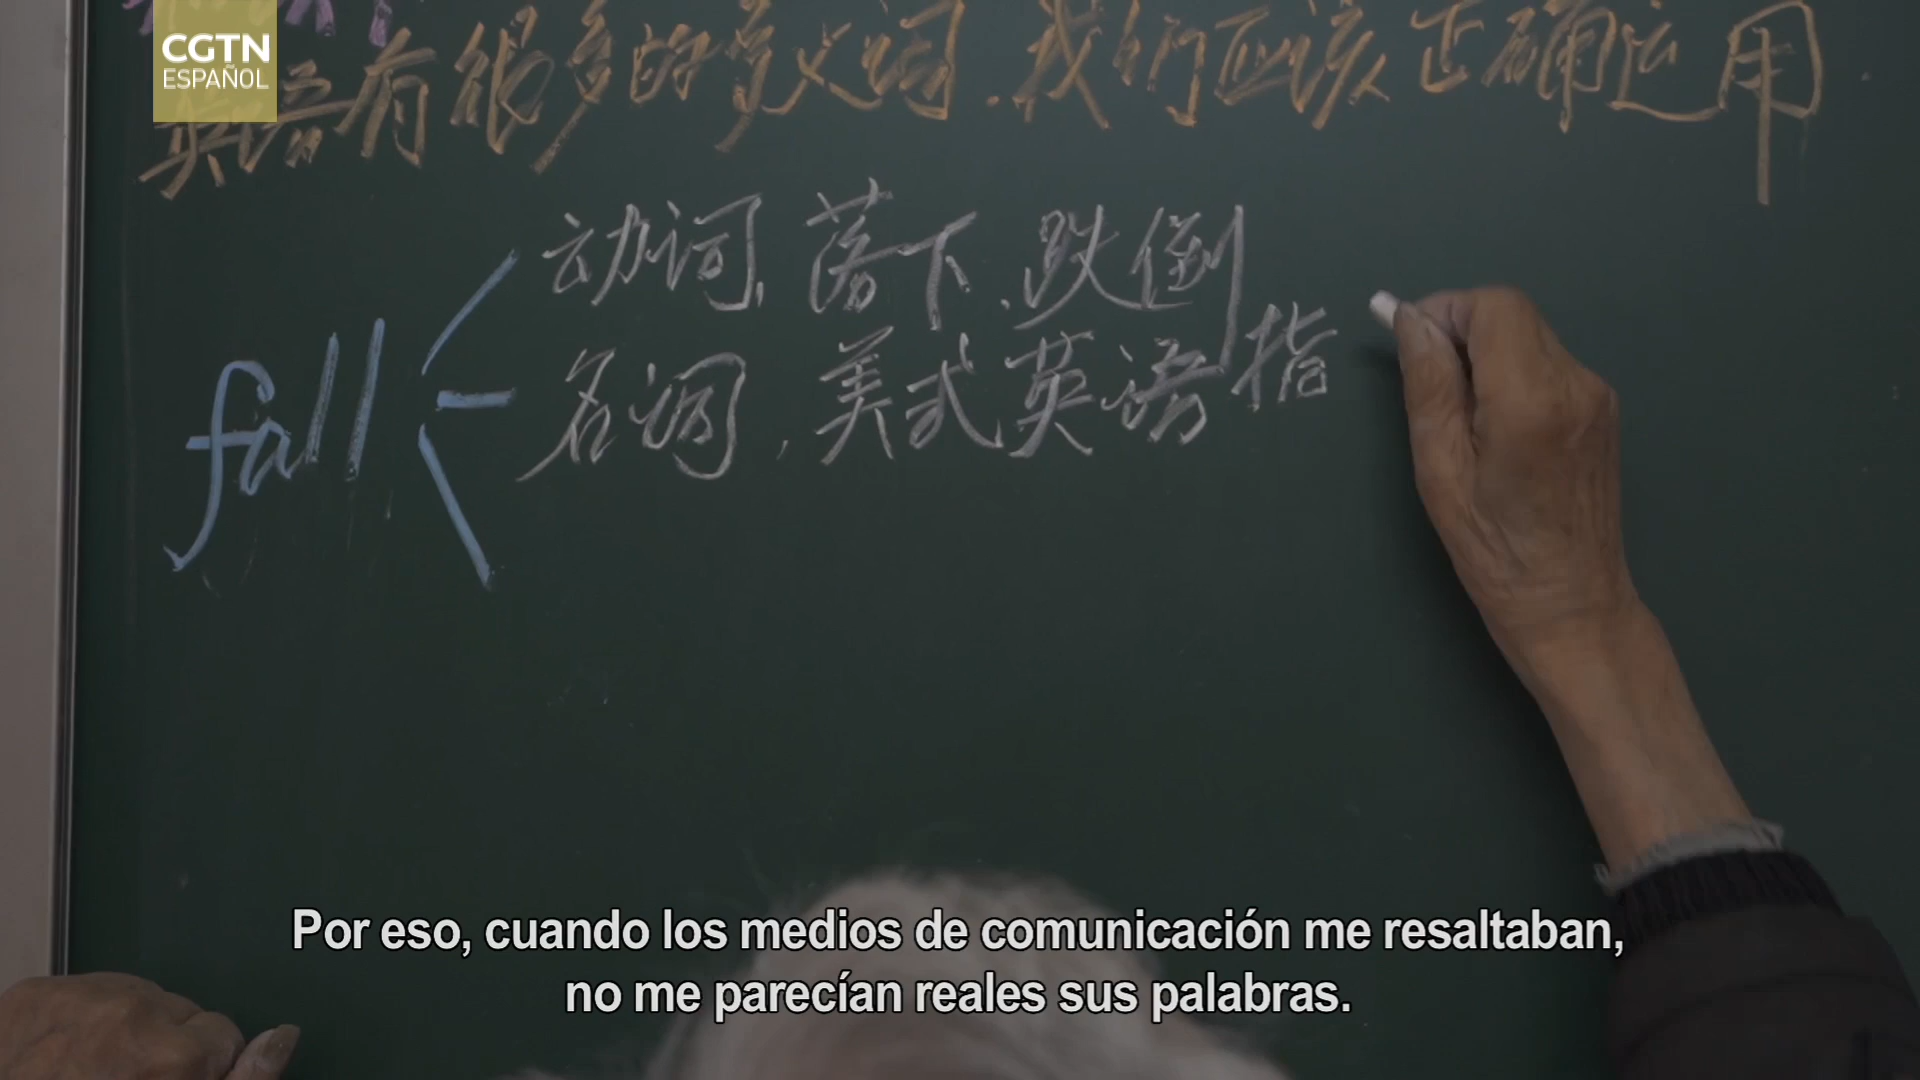 CGTN
ESPAÑOL
英语有很多的多义词.我们应该正确运用.
动词,落下、跌倒
fall
名词,美式英语指
Por eso, cuando los medios de comunicación me resaltaban,
no me parecían reales sus palabras.